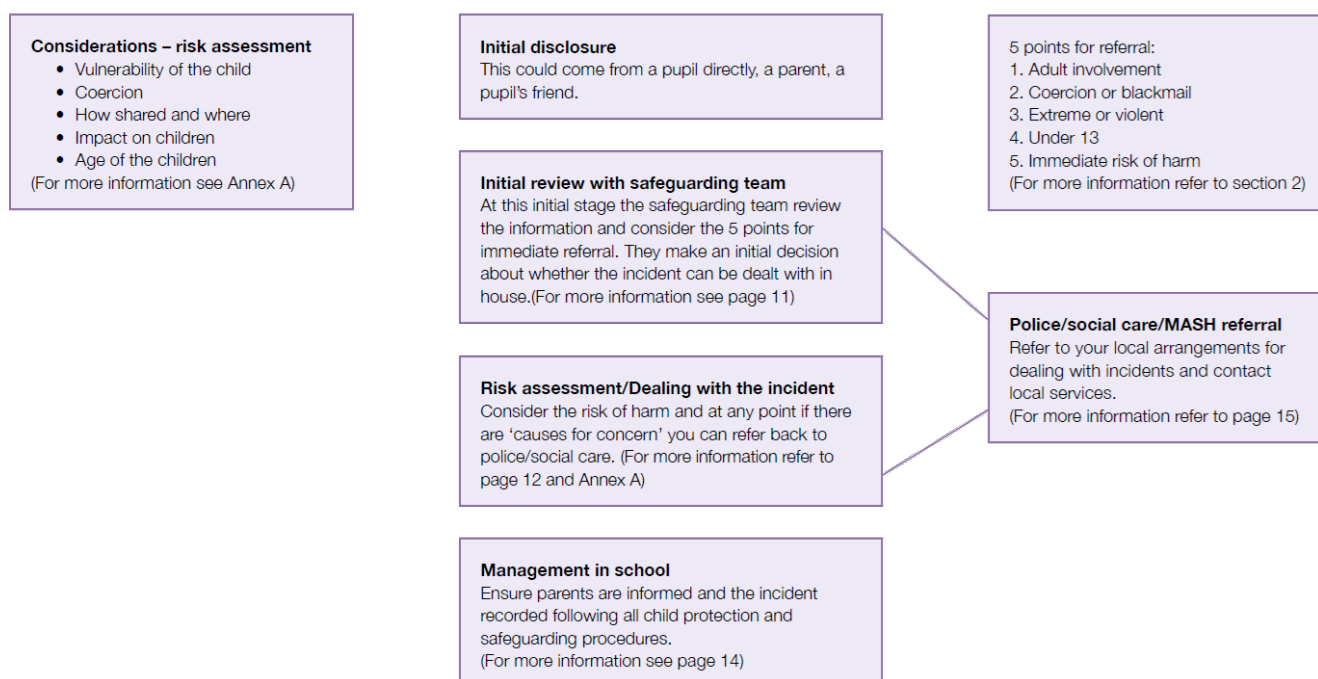 Considerations – risk assessment
• Vulnerability of the child
• Coercion
• How shared and where
• Impact on children
• Age of the children
(For more information see Annex A)
Initial disclosure
This could come from a pupil directly, a parent, a
pupil's friend.
Initial review with safeguarding team
At this initial stage the safeguarding team review
the information and consider the 5 points for
immediate referral. They make an initial decision
about whether the incident can be dealt with in
house.(For more information see page 11)
Risk assessment/Dealing with the incident
Consider the risk of harm and at any point if there
are ‘causes for concern’ you can refer back to
police/social care. (For more information refer to
page 12 and Annex A)
Management in school
Ensure parents are informed and the incident
recorded following all child protection and
safeguarding procedures.
(For more information see page 14)
5 points for referral:
1. Adult involvement
2. Coercion or blackmail
3. Extreme or violent
4. Under 13
5. Immediate risk of harm
(For more information refer to section 2)
Police/social care/MASH referral
Refer to your local arrangements for
dealing with incidents and contact
local services.
(For more information refer to page 15)